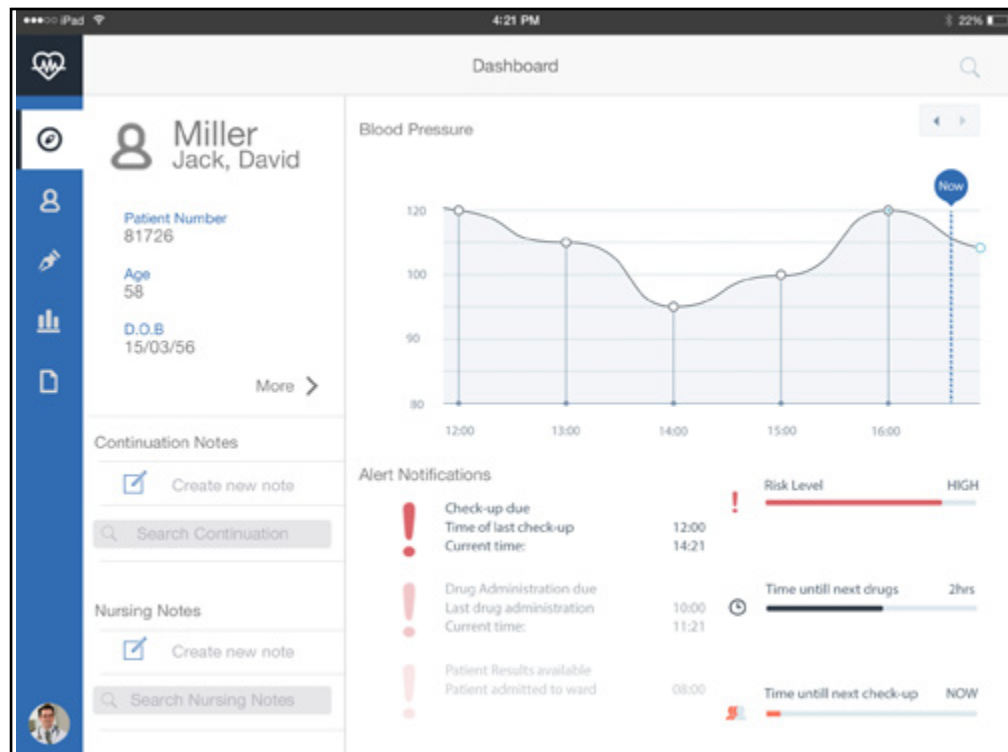 iPad
4:21 PM
22%
Dashboard
Miller
Jack, David
Patient Number
81726
Age
58
D.O.B
15/03/56
More
Continuation Notes
Create new note
Search Continuation
Nursing Notes
Create new note
Search Nursing Notes
Blood Pressure
Now
120
100
90
80
12:00
13:00
14:00
15:00
16:00
Alert Notifications
Check-up due
Time of last check-up 12:00
Current time: 14:21
Drug Administration due
Last drug administration 10:00
Current time: 11:21
Patient Results available
Patient admitted to ward 08:00
Risk Level HIGH
Time untill next drugs 2hrs
Time untill next check-up NOW